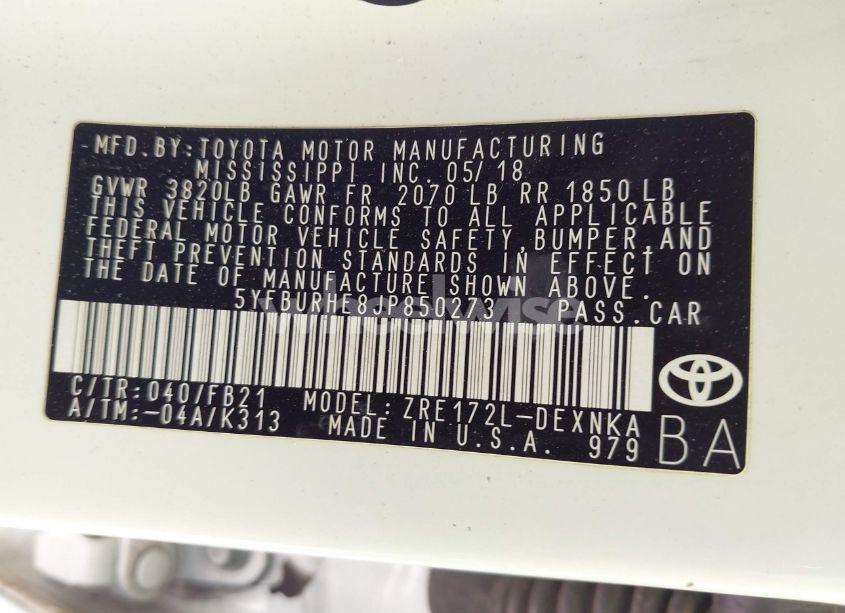 MFD.BY:TOYOTA MOTOR MANUFACTURING
MISSISSIPPI INC. 05/18
GVWR 3820LB GAWR FR 2070 LB RR 1850 LB
THIS VEHICLE CONFORMS TO ALL APPLICABLE
FEDERAL MOTOR VEHICLE SAFETY,BUMPER,AND
THEFT PREVENTION STANDARDS IN EFFECT ON
THE DATE OF MANUFACTURE SHOWN ABOVE.
5YFBURHE8JP850273 PASS.CAR
C/TR:040/FB21 MODEL:ZRE172L-DEXNKA
A/TM:-04A/K313 MADE IN U.S.A. 979 BA
wheelwise